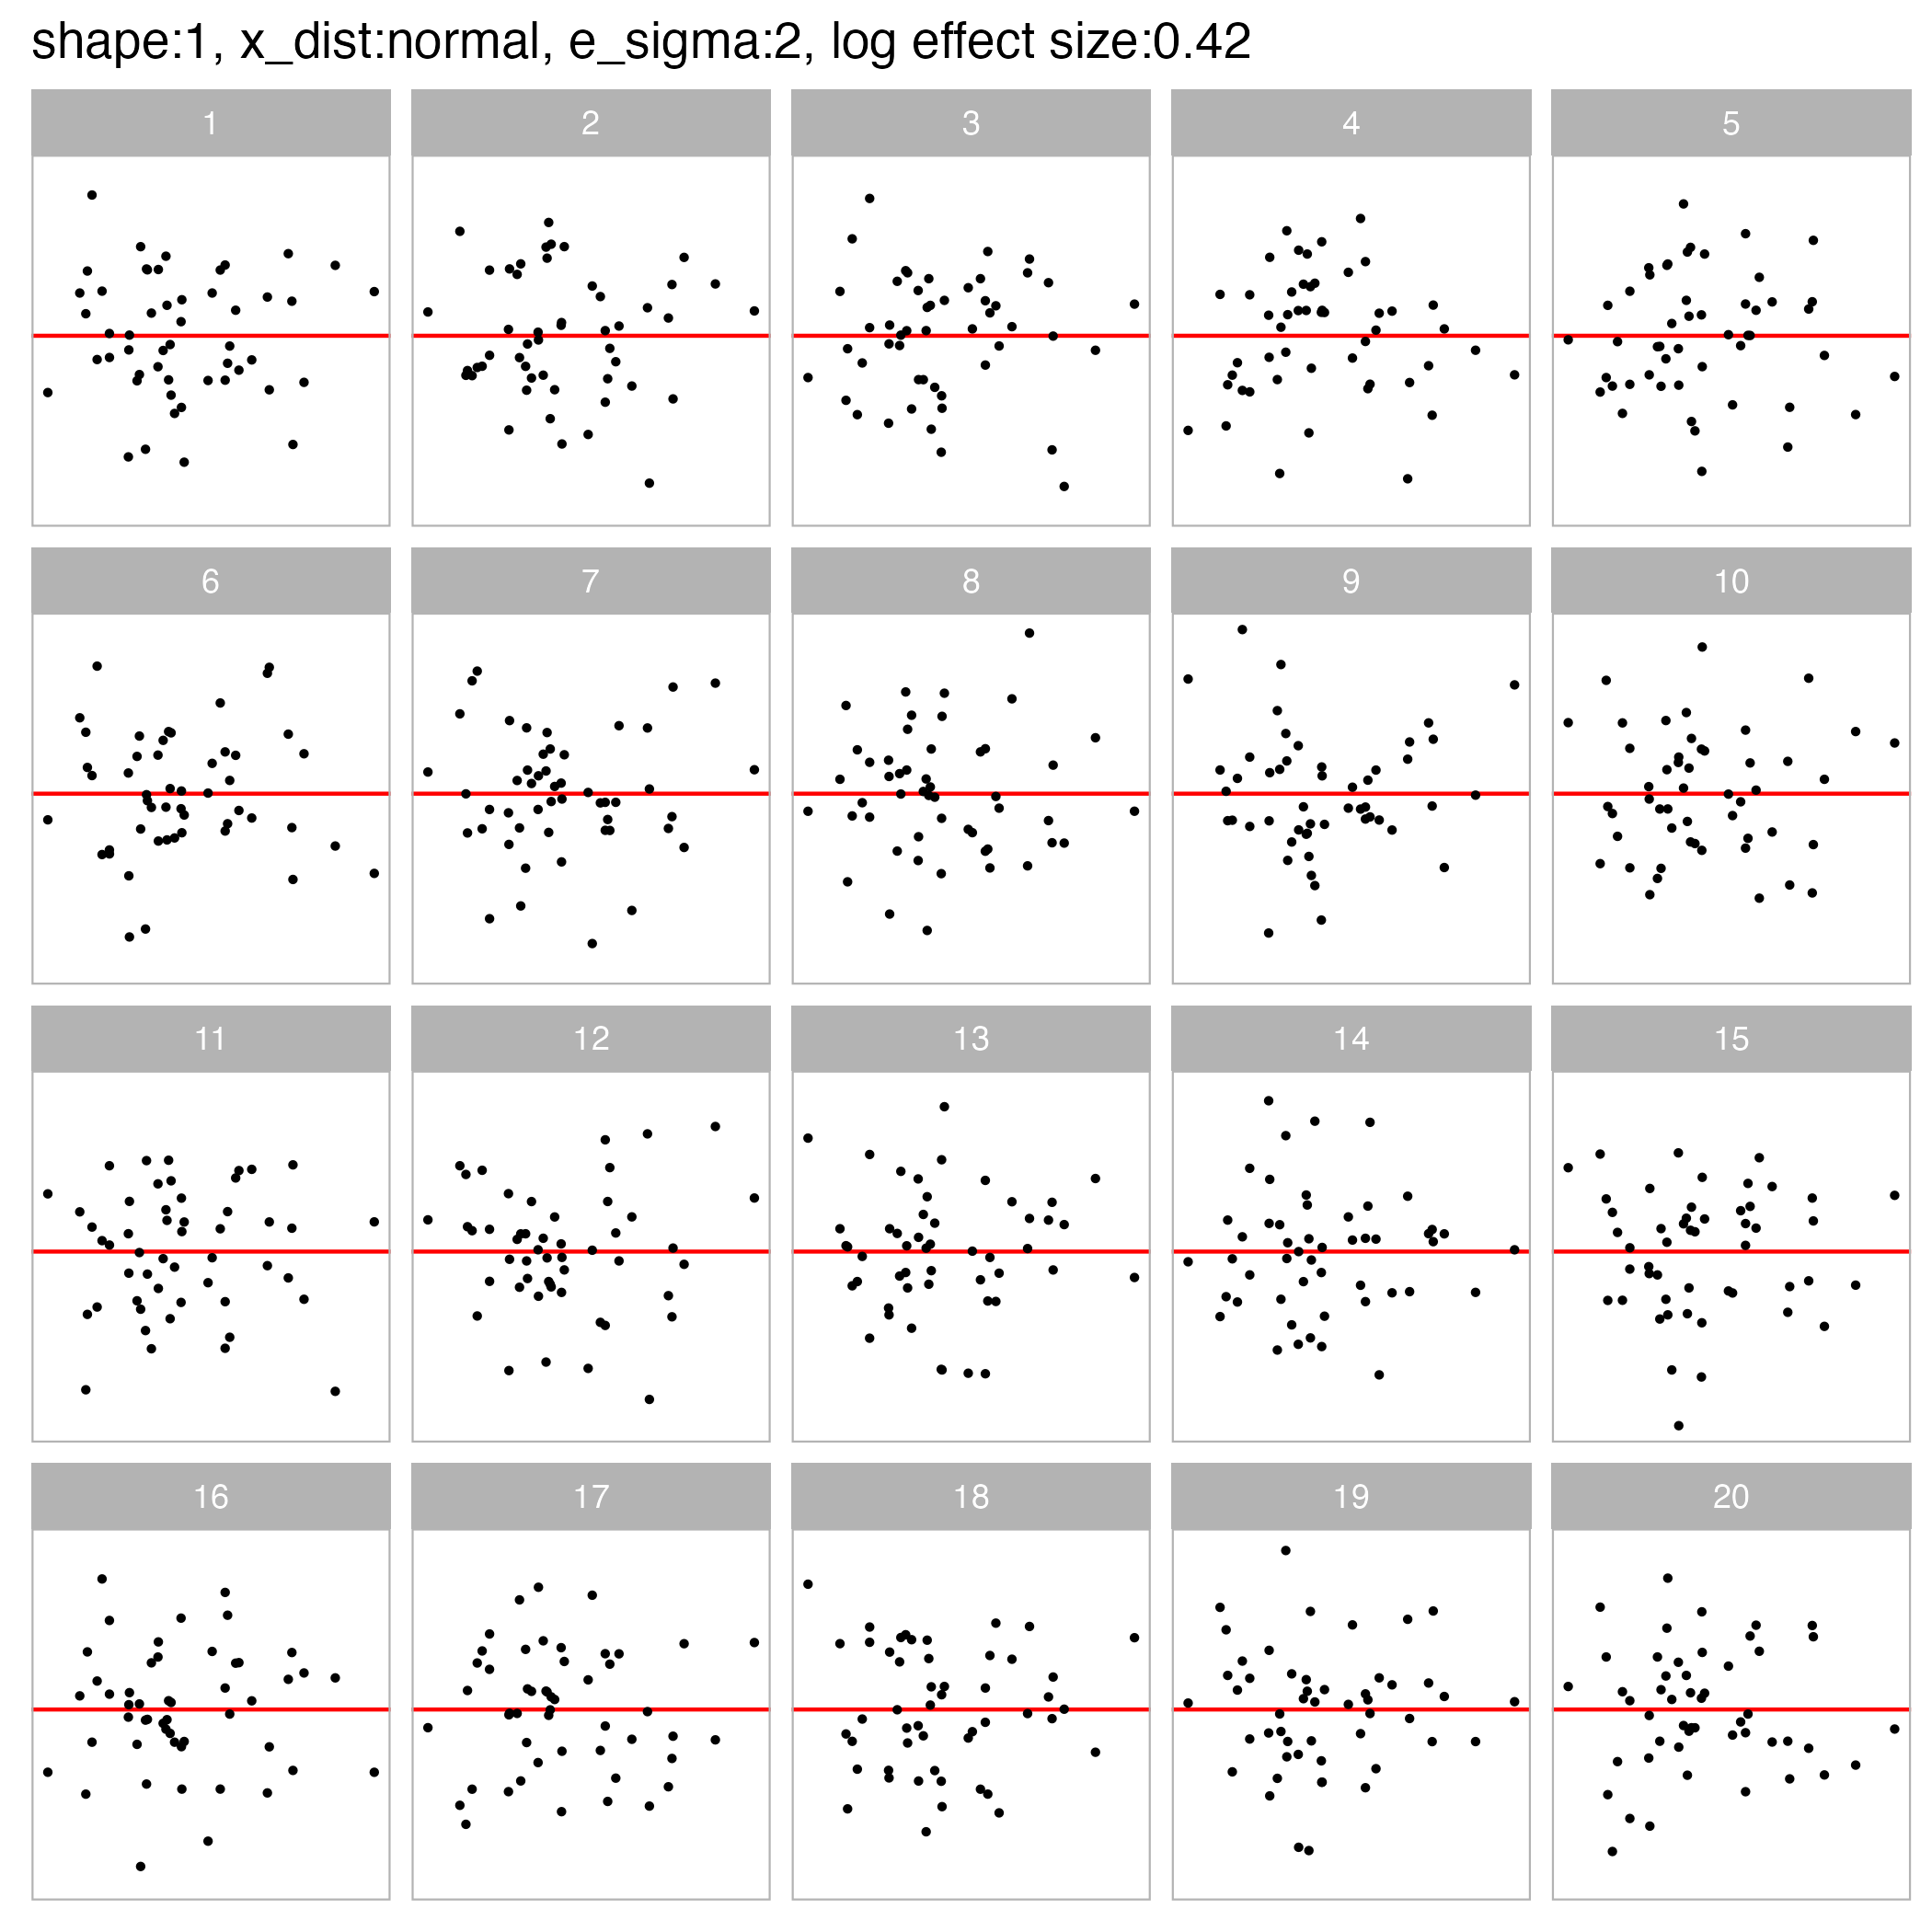 shape:1, x_dist:normal, e_sigma:2, log effect size:0.42
1 2 3 4 5
6 7 8 9 10
11 12 13 14 15
16 17 18 19 20